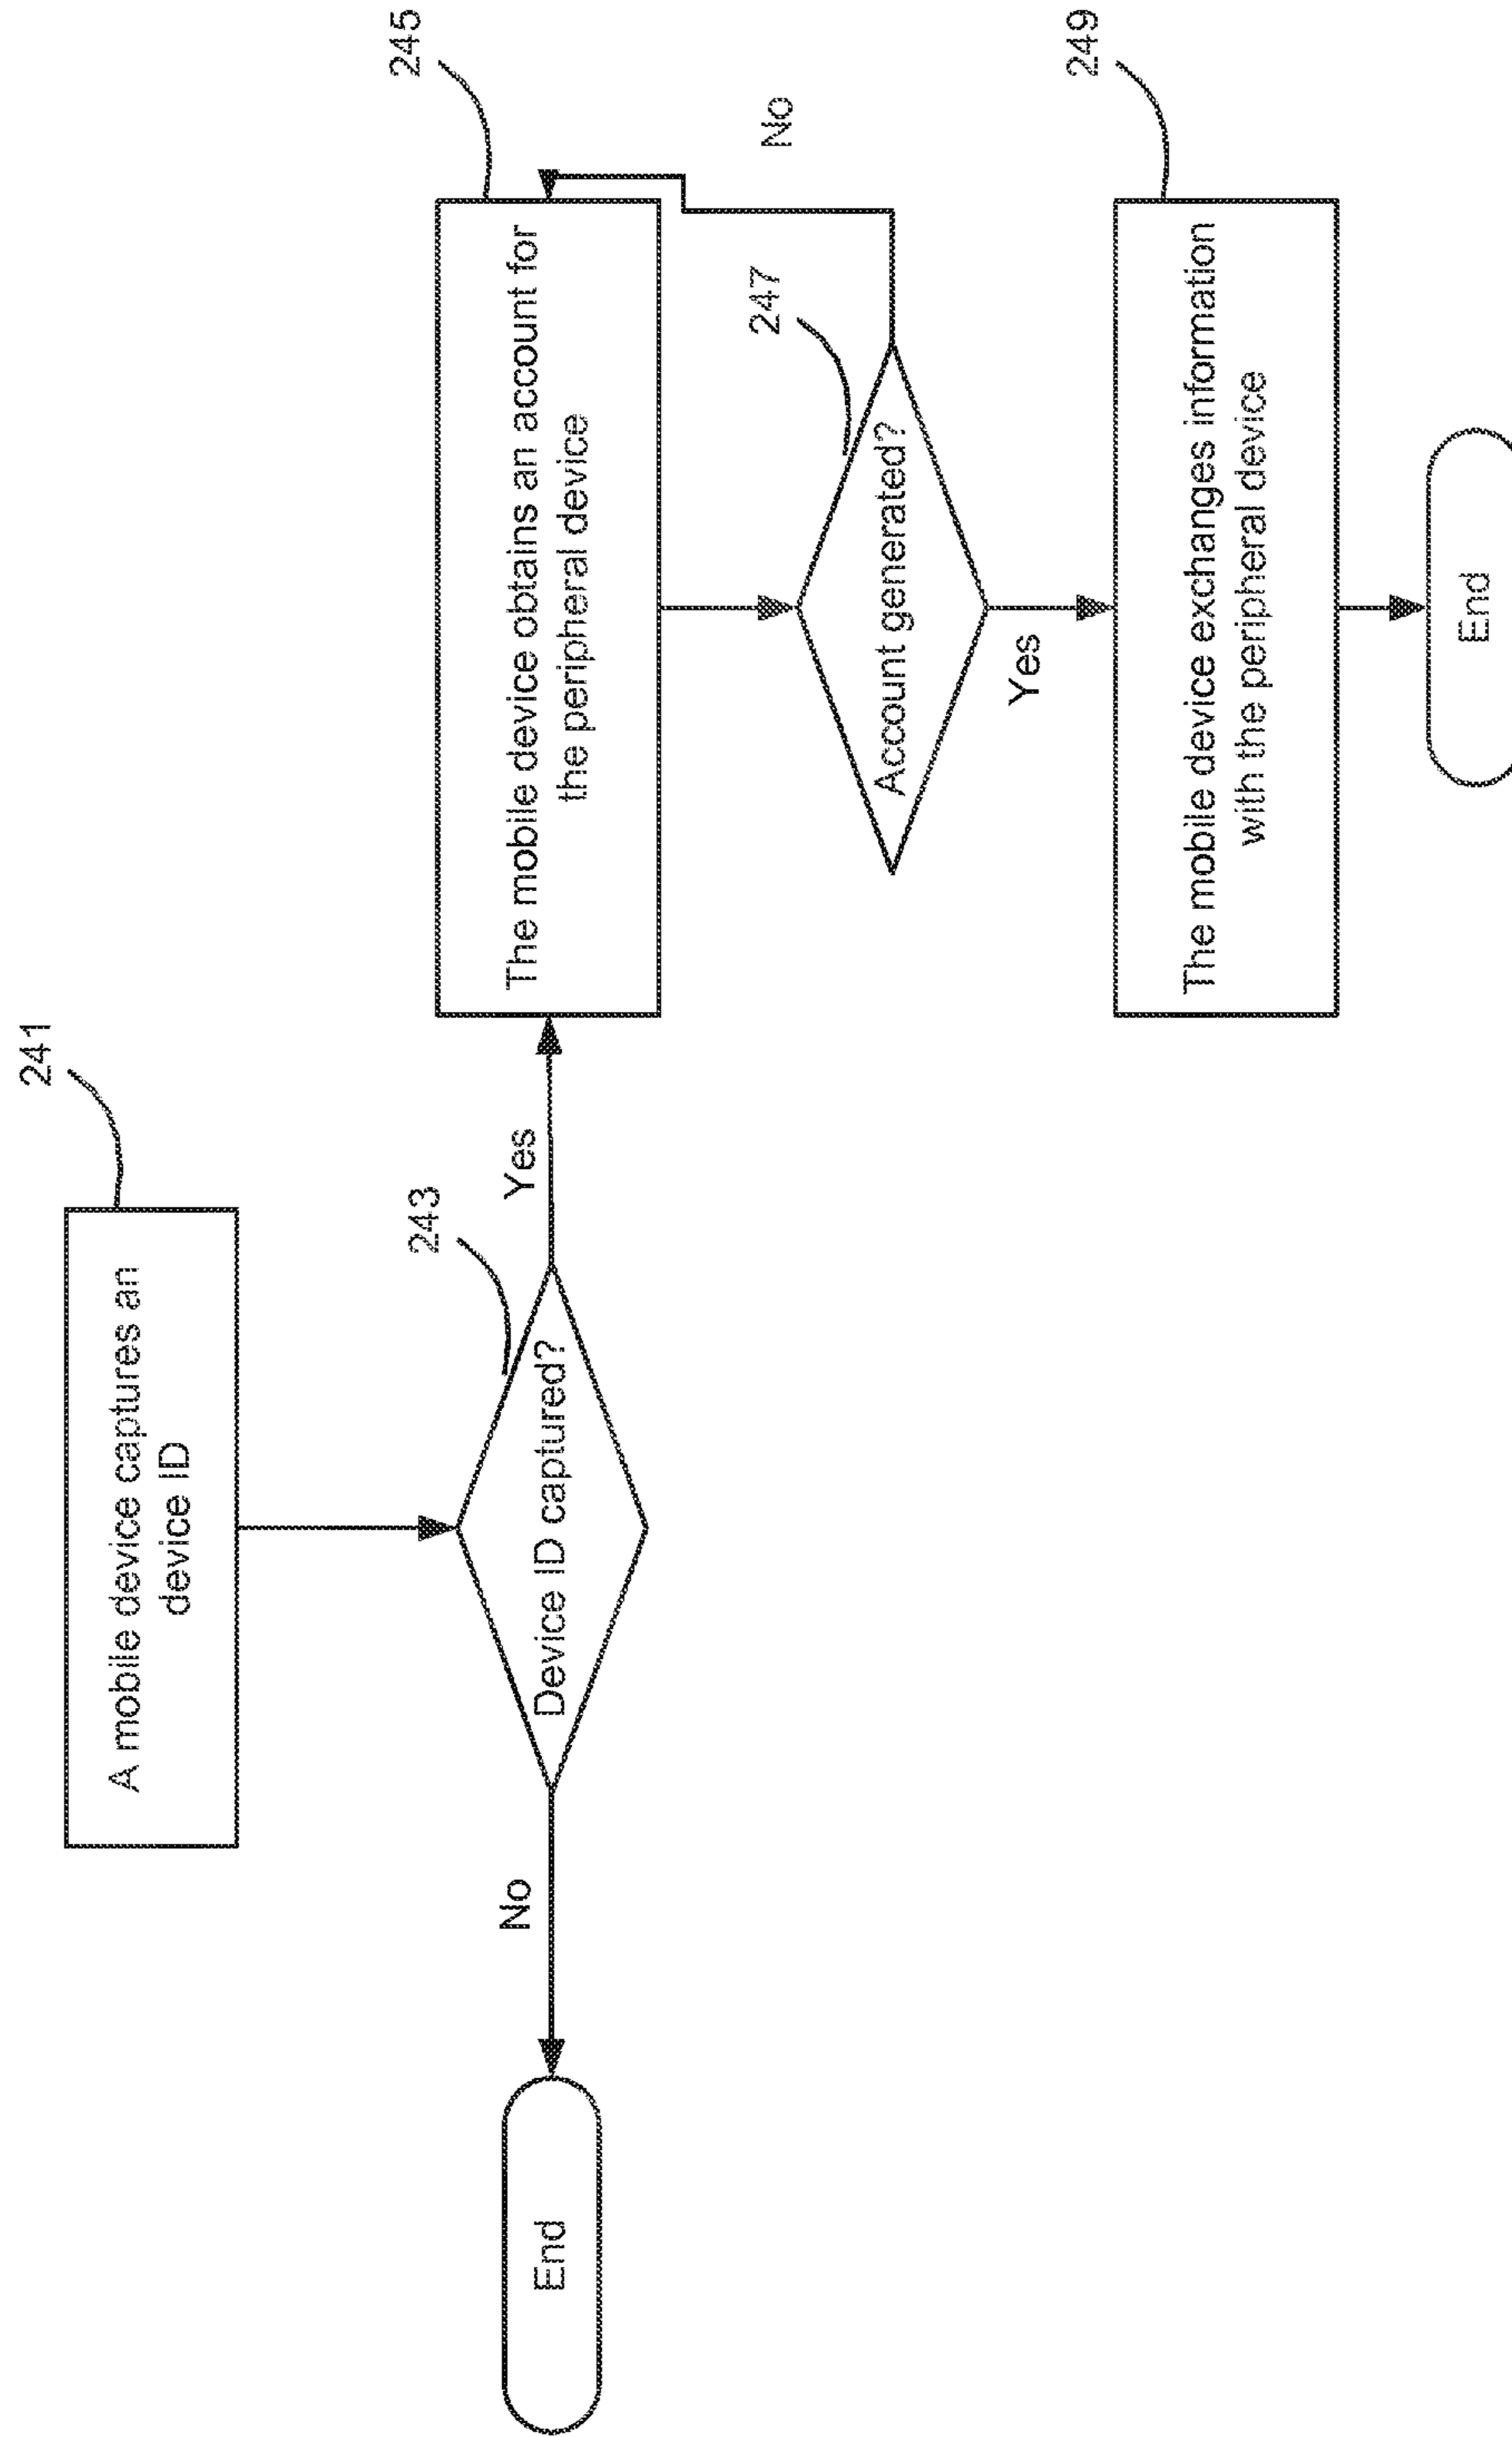 241
A mobile device captures an
device ID
243
Device ID captured?
No
End
Yes
245
The mobile device obtains an account for
the peripheral device
247
Account generated?
No
Yes
249
The mobile device exchanges information
with the peripheral device
End